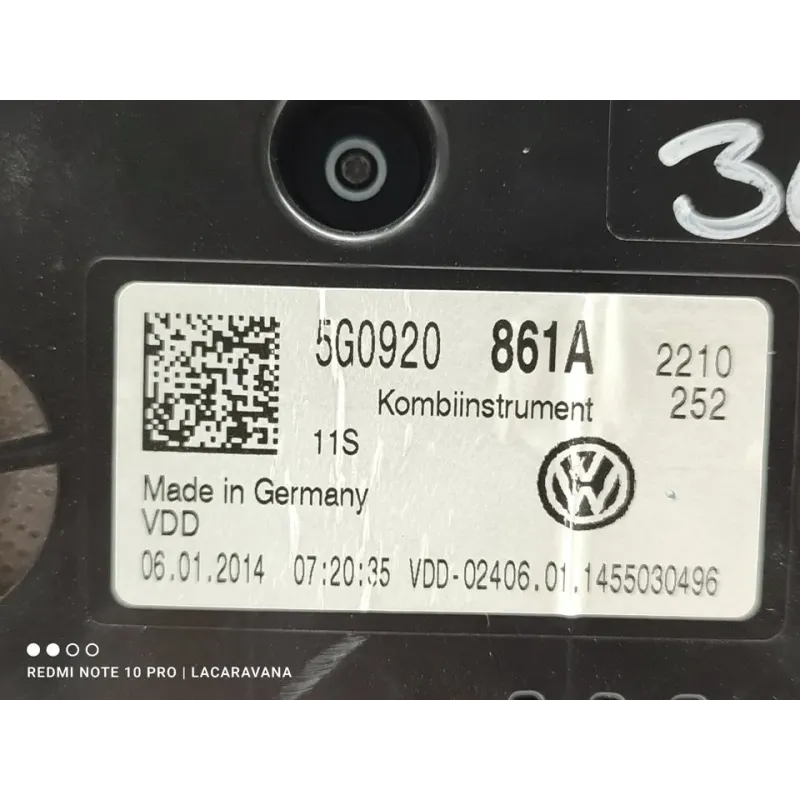 5G0920 861A 2210
Kombiinstrument 252
11S
Made in Germany
VDD
06.01.2014 07:20:35 VDD-02406.01.1455030496
REDMI NOTE 10 PRO | LACARAVANA